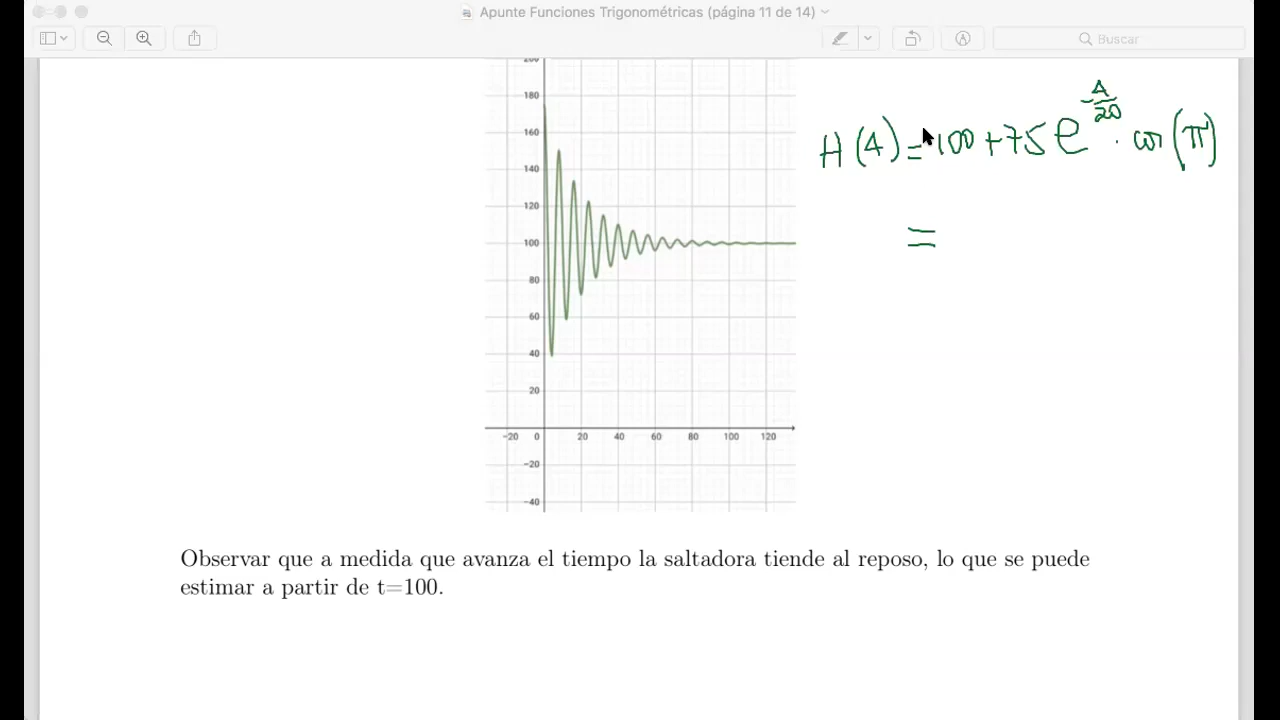 Apunte Funciones Trigonométricas (página 11 de 14)
Buscar
200
180
160
140
120
100
80
60
40
20
-20 0 20 40 60 80 100 120
-20
-40
H(4) = 100 + 75 e^{-4/20} · cos(π)
=
Observar que a medida que avanza el tiempo la saltadora tiende al reposo, lo que se puede
estimar a partir de t=100.